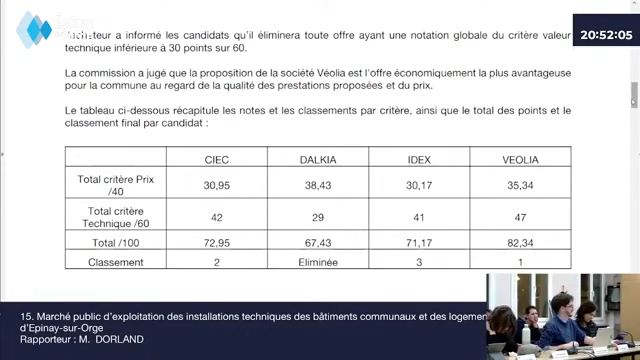 20:52:05
l'acheteur a informé les candidats qu'il éliminera toute offre ayant une notation globale du critère valeur
technique inférieure à 30 points sur 60.
La commission a jugé que la proposition de la société Véolia est l'offre économiquement la plus avantageuse
pour la commune au regard de la qualité des prestations proposées et du prix.
Le tableau ci-dessous récapitule les notes et les classements par critère, ainsi que le total des points et le
classement final par candidat :
CIEC DALKIA IDEX VEOLIA
Total critère Prix
/40 30,95 38,43 30,17 35,34
Total critère
Technique /60 42 29 41 47
Total /100 72,95 67,43 71,17 82,34
Classement 2 Eliminée 3 1
15. Marché public d'exploitation des installations techniques des bâtiments communaux et des logeme
d'Epinay-sur-Orge
Rapporteur : M. DORLAND